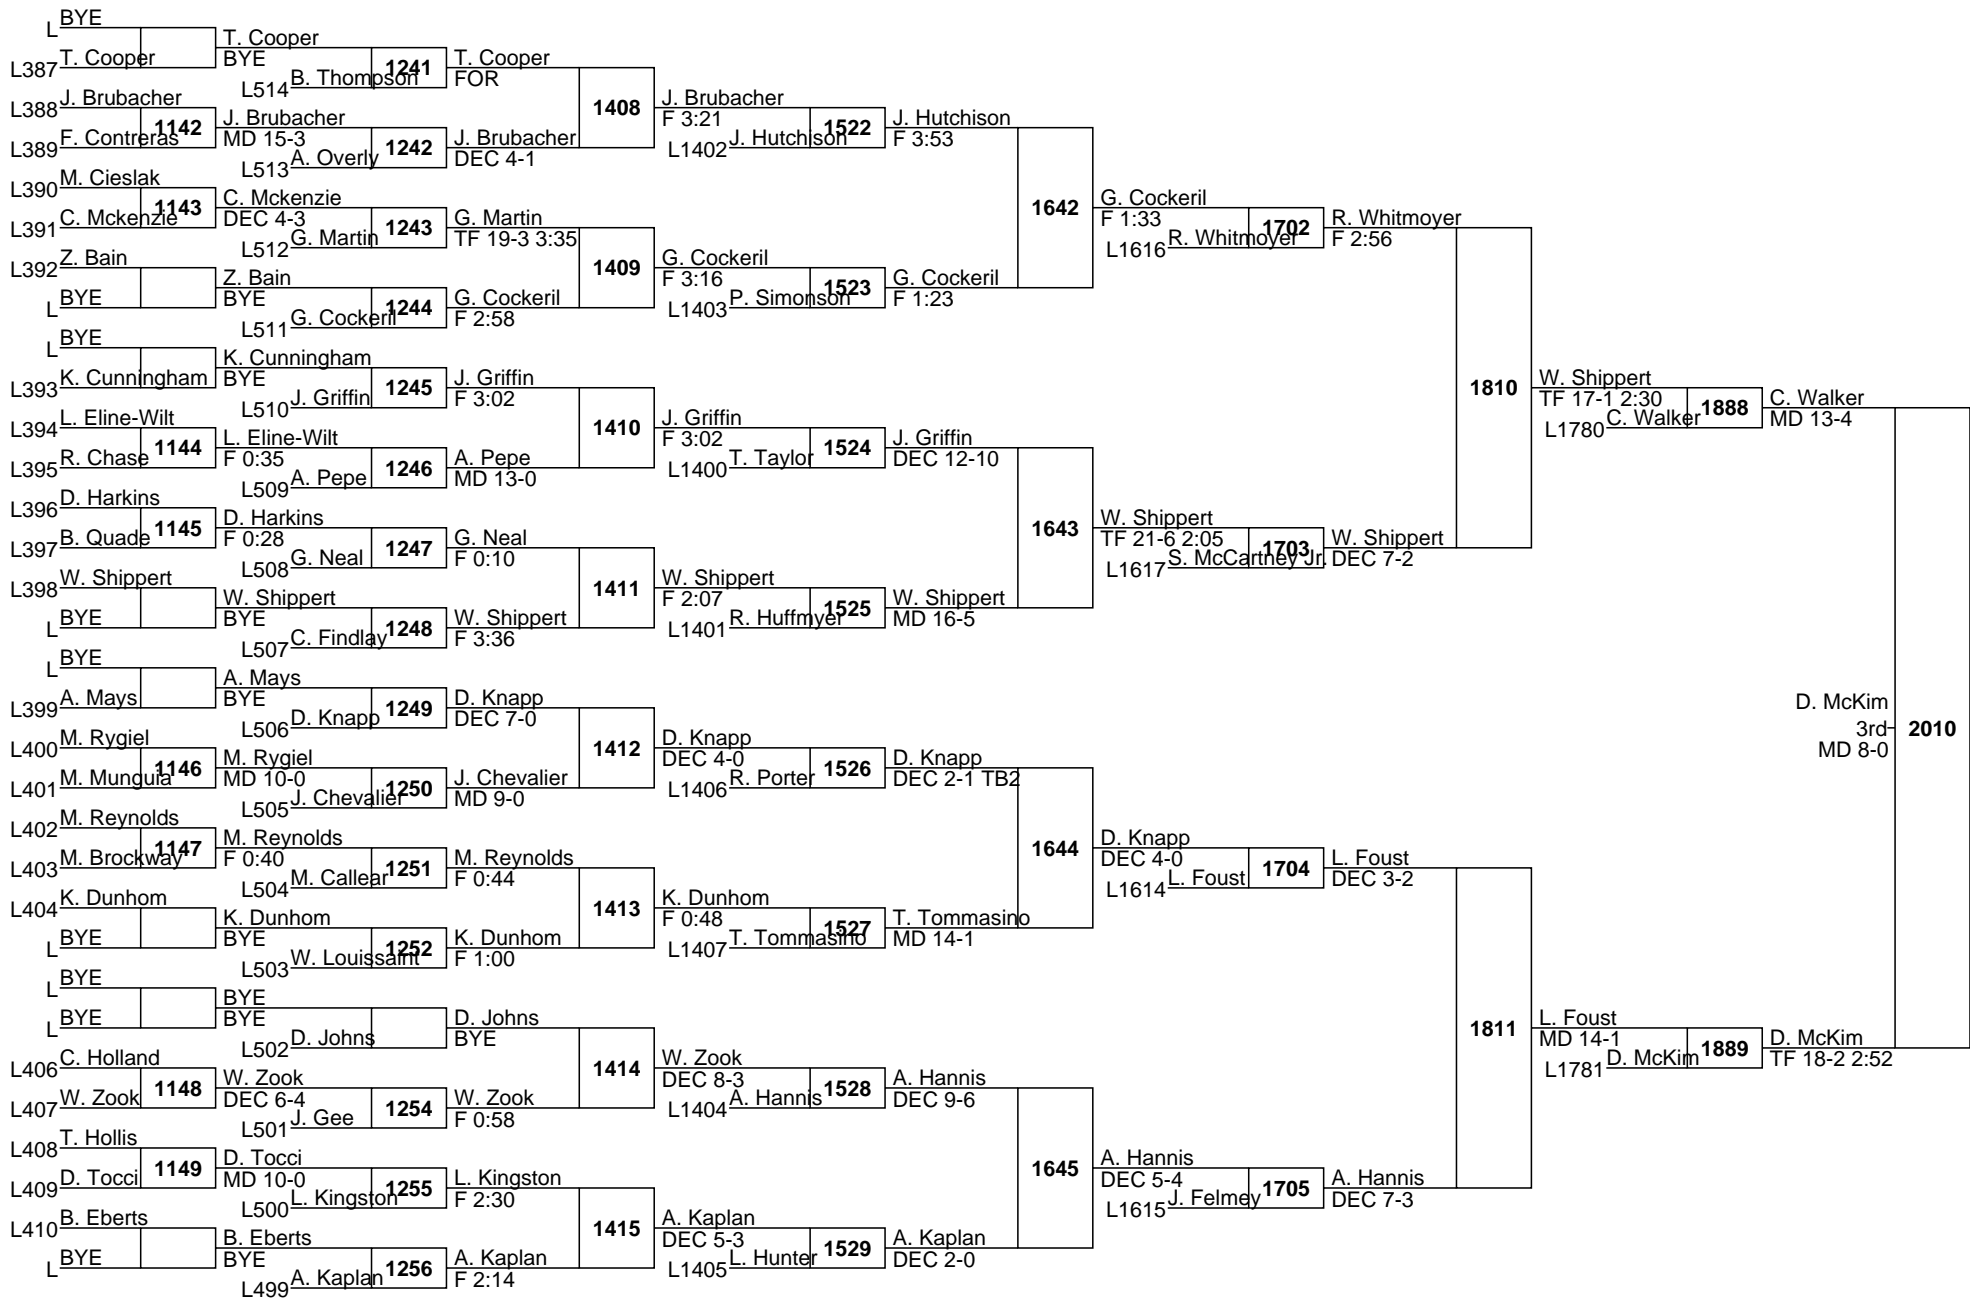 BYE
L
T. Cooper
BYE
L387 T. Cooper
L514 B. Thompson 1241
T. Cooper
FOR
L388 J. Brubacher
1142
L389 F. Contreras
J. Brubacher
MD 15-3
L513 A. Overly 1242
J. Brubacher
DEC 4-1
1408
J. Brubacher
F 3:21
L1402 J. Hutchison 1522
J. Hutchison
F 3:53
L390 M. Cieslak
1143
L391 C. Mckenzie
C. Mckenzie
DEC 4-3
L512 G. Martin 1243
G. Martin
TF 19-3 3:35
L392 Z. Bain
L BYE
Z. Bain
BYE
L511 G. Cockeril 1244
G. Cockeril
F 2:58
1409
G. Cockeril
F 3:16
L1403 P. Simonson 1523
G. Cockeril
F 1:23
1642
G. Cockeril
F 1:33
L1616 R. Whitmoyer 1702
R. Whitmoyer
F 2:56
L BYE
L393 K. Cunningham
K. Cunningham
BYE
L510 J. Griffin 1245
J. Griffin
F 3:02
L394 L. Eline-Wilt
1144
L395 R. Chase
L. Eline-Wilt
F 0:35
L509 A. Pepe 1246
A. Pepe
MD 13-0
1410
J. Griffin
F 3:02
L1400 T. Taylor 1524
J. Griffin
DEC 12-10
L396 D. Harkins
1145
L397 B. Quade
D. Harkins
F 0:28
L508 G. Neal 1247
G. Neal
F 0:10
L398 W. Shippert
L BYE
W. Shippert
BYE
L507 C. Findlay 1248
W. Shippert
F 3:36
1411
W. Shippert
F 2:07
L1401 R. Huffmyer 1525
W. Shippert
MD 16-5
1643
W. Shippert
TF 21-6 2:05
L1617 S. McCartney Jr. 1703
W. Shippert
DEC 7-2
1810
W. Shippert
TF 17-1 2:30
L1780 C. Walker 1888
C. Walker
MD 13-4
L BYE
L399 A. Mays
A. Mays
BYE
L506 D. Knapp 1249
D. Knapp
DEC 7-0
L400 M. Rygiel
1146
L401 M. Munguia
M. Rygiel
MD 10-0
L505 J. Chevalier 1250
J. Chevalier
MD 9-0
1412
D. Knapp
DEC 4-0
L1406 R. Porter 1526
D. Knapp
DEC 2-1 TB2
L402 M. Reynolds
1147
L403 M. Brockway
M. Reynolds
F 0:40
L504 M. Callear 1251
M. Reynolds
F 0:44
L404 K. Dunhom
L BYE
K. Dunhom
BYE
L503 W. Louissaint 1252
K. Dunhom
F 1:00
1413
K. Dunhom
F 0:48
L1407 T. Tommasino 1527
T. Tommasino
MD 14-1
1644
D. Knapp
DEC 4-0
L1614 L. Foust 1704
L. Foust
DEC 3-2
L BYE
L BYE
BYE
BYE
L502 D. Johns
D. Johns
BYE
L406 C. Holland
1148
L407 W. Zook
W. Zook
DEC 6-4
L501 J. Gee 1254
W. Zook
F 0:58
1414
W. Zook
DEC 8-3
L1404 A. Hannis 1528
A. Hannis
DEC 9-6
L408 T. Hollis
1149
L409 D. Tocci
D. Tocci
MD 10-0
L500 L. Kingston 1255
L. Kingston
F 2:30
L410 B. Eberts
L BYE
B. Eberts
BYE
L499 A. Kaplan 1256
A. Kaplan
F 2:14
1415
A. Kaplan
DEC 5-3
L1405 L. Hunter 1529
A. Kaplan
DEC 2-0
1645
A. Hannis
DEC 5-4
L1615 J. Felmey 1705
A. Hannis
DEC 7-3
1811
L. Foust
MD 14-1
L1781 D. McKim 1889
D. McKim
TF 18-2 2:52
D. McKim
3rd
MD 8-0
2010